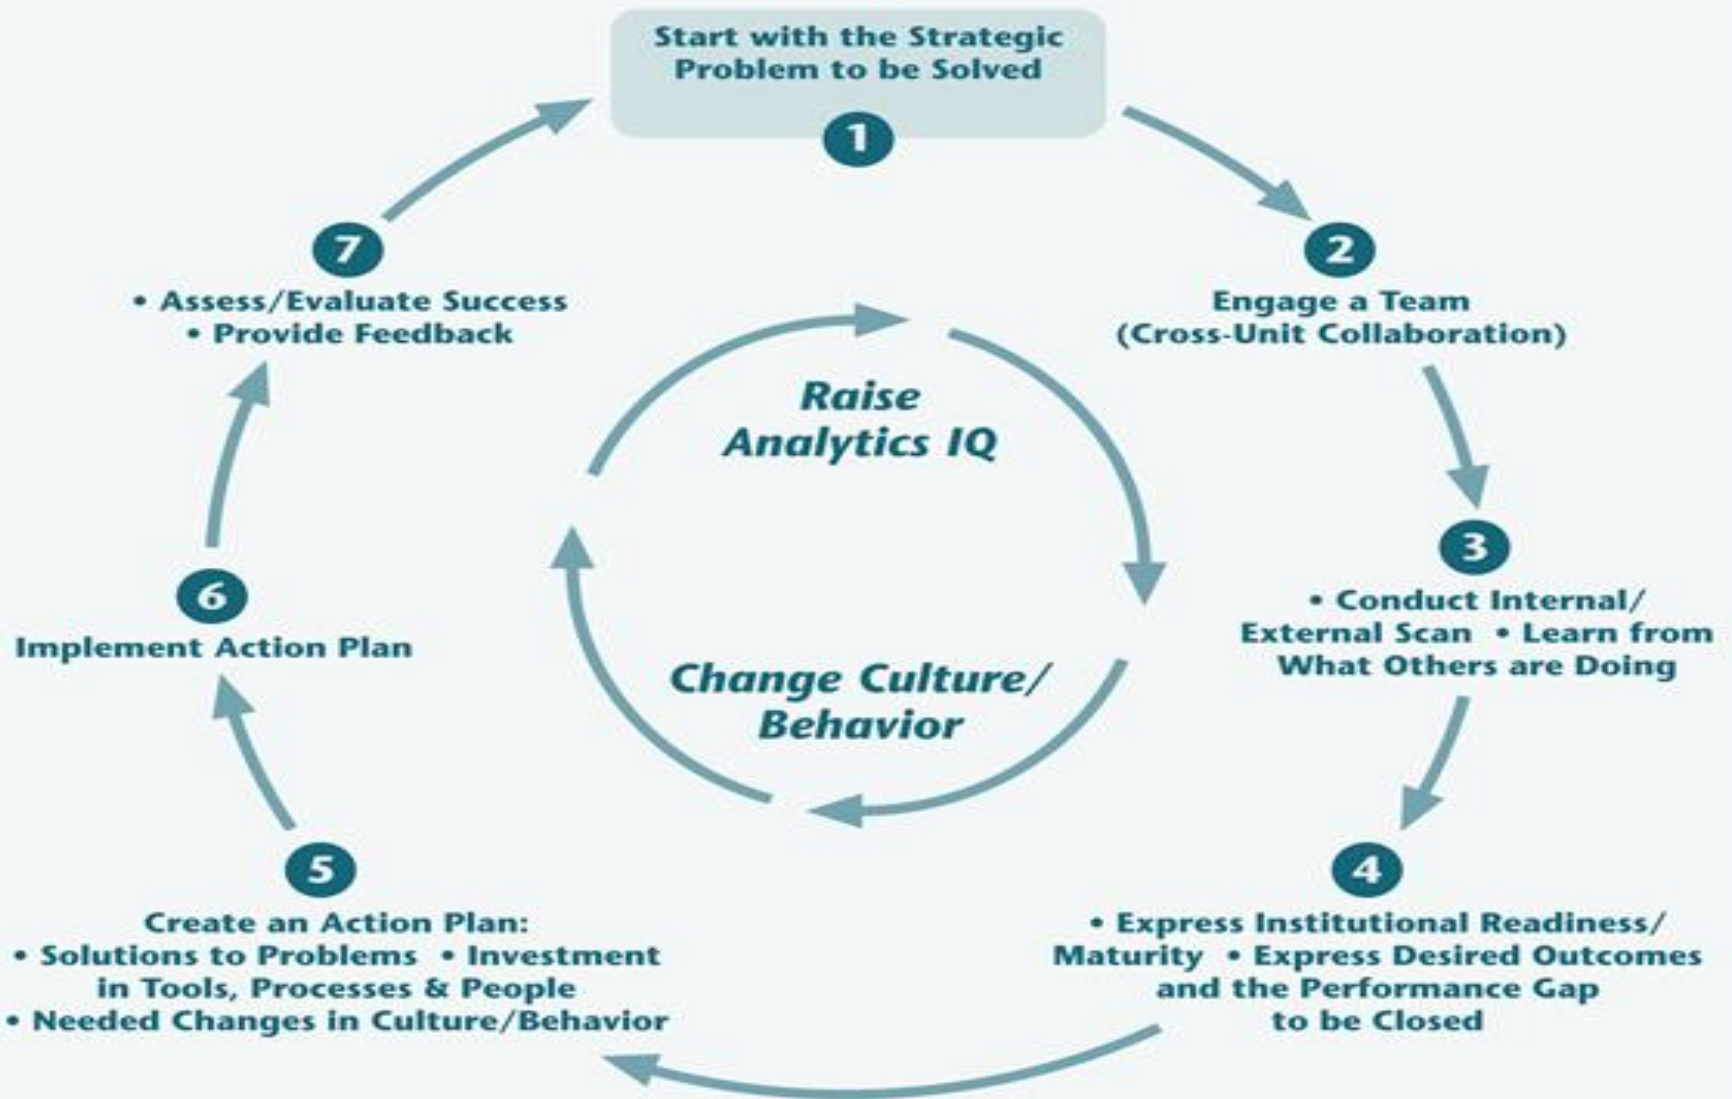 Start with the Strategic
Problem to be Solved
1
2
Engage a Team
(Cross-Unit Collaboration)
3
• Conduct Internal/
External Scan • Learn from
What Others are Doing
4
• Express Institutional Readiness/
Maturity • Express Desired Outcomes
and the Performance Gap
to be Closed
5
Create an Action Plan:
• Solutions to Problems • Investment
in Tools, Processes & People
• Needed Changes in Culture/Behavior
6
Implement Action Plan
7
• Assess/Evaluate Success
• Provide Feedback
Raise
Analytics IQ
Change Culture/
Behavior